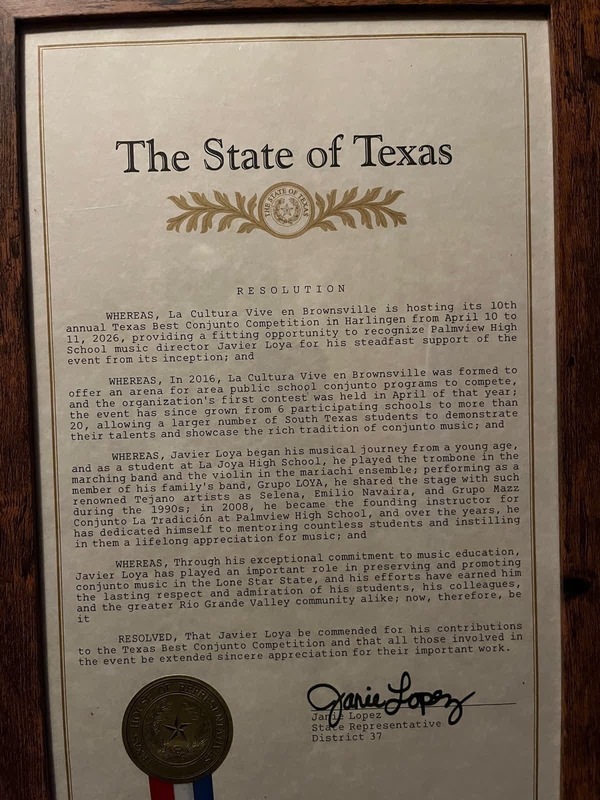 The State of Texas
THE STATE OF TEXAS
RESOLUTION
WHEREAS, La Cultura Vive en Brownsville is hosting its 10th
annual Texas Best Conjunto Competition in Harlingen from April 10 to
11, 2026, providing a fitting opportunity to recognize Palmview High
School music director Javier Loya for his steadfast support of the
event from its inception; and
WHEREAS, In 2016, La Cultura Vive en Brownsville was formed to
offer an arena for area public school conjunto programs to compete,
and the organization's first contest was held in April of that year;
the event has since grown from 6 participating schools to more than
20, allowing a larger number of South Texas students to demonstrate
their talents and showcase the rich tradition of conjunto music; and
WHEREAS, Javier Loya began his musical journey from a young age,
and as a student at La Joya High School, he played the trombone in the
marching band and the violin in the mariachi ensemble; performing as a
member of his family's band, Grupo LOYA, he shared the stage with such
renowned Tejano artists as Selena, Emilio Navaira, and Grupo Mazz
during the 1990s; in 2008, he became the founding instructor for
Conjunto La Tradición at Palmview High School, and over the years, he
has dedicated himself to mentoring countless students and instilling
in them a lifelong appreciation for music; and
WHEREAS, Through his exceptional commitment to music education,
Javier Loya has played an important role in preserving and promoting
conjunto music in the Lone Star State, and his efforts have earned him
the lasting respect and admiration of his students, his colleagues,
and the greater Rio Grande Valley community alike; now, therefore, be
it
RESOLVED, That Javier Loya be commended for his contributions
to the Texas Best Conjunto Competition and that all those involved in
the event be extended sincere appreciation for their important work.
Janie Lopez
Janie Lopez
State Representative
District 37
HOUSE OF REPRESENTATIVES